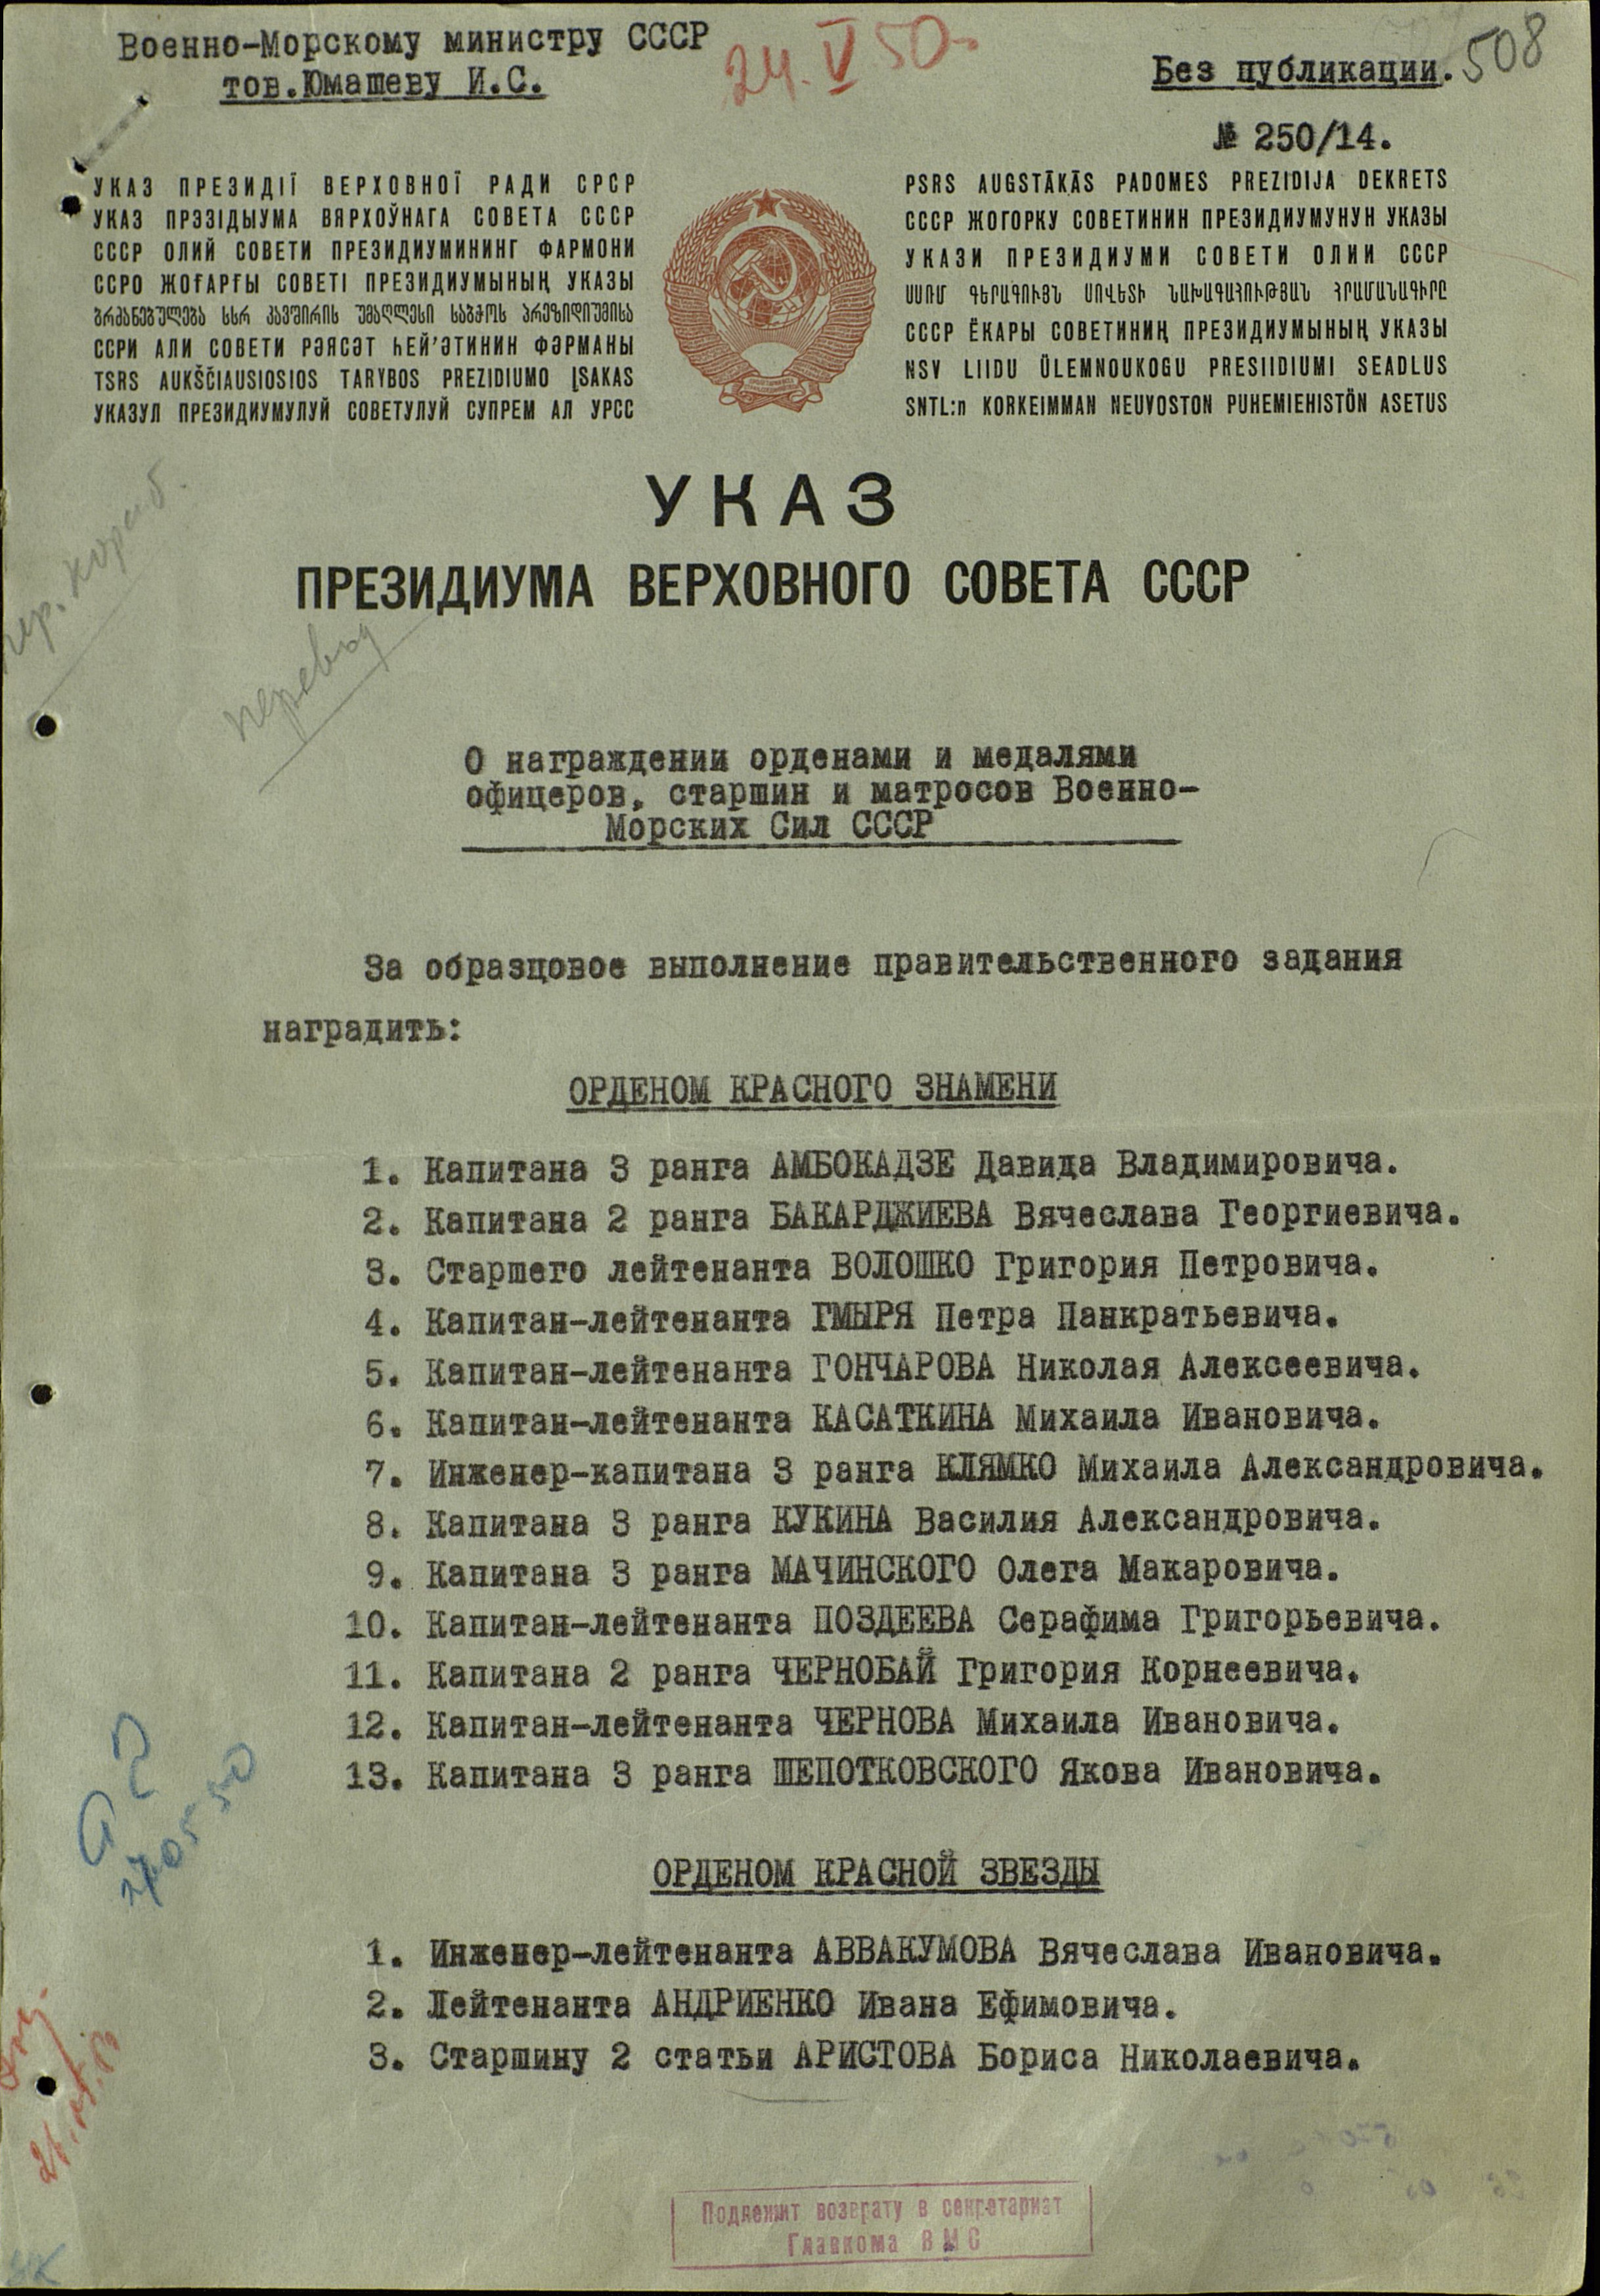 Военно-Морскому министру СССР
тов.Юмашеву И.С.
24.V 50
Без публикации.
508
№ 250/14.
УКАЗ ПРЕЗИДІЇ ВЕРХОВНОЇ РАДИ СРСР
УКАЗ ПРЭЗІДЫУМА ВЯРХОЎНАГА СОВЕТА СССР
СССР ОЛИЙ СОВЕТИ ПРЕЗИДИУМИНИНГ ФАРМОНИ
ССРО ЖОҒАРҒЫ СОВЕТІ ПРЕЗИДИУМЫНЫҢ УКАЗЫ
ბრძანებულება სსრ კავშირის უმაღლესი საბჭოს პრეზიდიუმისა
ССРИ АЛИ СОВЕТИ РӘЯСӘТ ҺЕЙ'ӘТИНИН ФӘРМАНЫ
TSRS AUKŠČIAUSIOSIOS TARYBOS PREZIDIUMO ĮSAKAS
УКАЗУЛ ПРЕЗИДИУМУЛУЙ СОВЕТУЛУЙ СУПРЕМ АЛ УРСС
PSRS AUGSTĀKĀS PADOMES PREZIDIJA DEKRETS
СССР ЖОГОРКУ СОВЕТИНИН ПРЕЗИДИУМУНУН УКАЗЫ
УКАЗИ ПРЕЗИДИУМИ СОВЕТИ ОЛИИ СССР
ՍՍՌՄ ԳԵՐԱԳՈՒՅՆ ՍՈՎԵՏԻ ՆԱԽԱԳԱՀՈՒԹՅԱՆ ՀՐԱՄԱՆԱԳԻՐԸ
СССР ЁКАРЫ СОВЕТИНИҢ ПРЕЗИДИУМЫНЫҢ УКАЗЫ
NSV LIIDU ÜLEMNOUKOGU PRESIIDIUMI SEADLUS
SNTL:n KORKEIMMAN NEUVOSTON PUHEMIEHISTÖN ASETUS
УКАЗ
ПРЕЗИДИУМА ВЕРХОВНОГО СОВЕТА СССР
О награждении орденами и медалями
офицеров, старшин и матросов Военно-
Морских Сил СССР
За образцовое выполнение правительственного задания
наградить:
ОРДЕНОМ КРАСНОГО ЗНАМЕНИ
1. Капитана 3 ранга АМБОКАДЗЕ Давида Владимировича.
2. Капитана 2 ранга БАКАРДЖИЕВА Вячеслава Георгиевича.
3. Старшего лейтенанта ВОЛОШКО Григория Петровича.
4. Капитан-лейтенанта ГМЫРЯ Петра Панкратьевича.
5. Капитан-лейтенанта ГОНЧАРОВА Николая Алексеевича.
6. Капитан-лейтенанта КАСАТКИНА Михаила Ивановича.
7. Инженер-капитана 3 ранга КЛЯМКО Михаила Александровича.
8. Капитана 3 ранга КУКИНА Василия Александровича.
9. Капитана 3 ранга МАЧИНСКОГО Олега Макаровича.
10. Капитан-лейтенанта ПОЗДЕЕВА Серафима Григорьевича.
11. Капитана 2 ранга ЧЕРНОБАЙ Григория Корнеевича.
12. Капитан-лейтенанта ЧЕРНОВА Михаила Ивановича.
13. Капитана 3 ранга ШЕПОТКОВСКОГО Якова Ивановича.
ОРДЕНОМ КРАСНОЙ ЗВЕЗДЫ
1. Инженер-лейтенанта АВВАКУМОВА Вячеслава Ивановича.
2. Лейтенанта АНДРИЕНКО Ивана Ефимовича.
3. Старшину 2 статьи АРИСТОВА Бориса Николаевича.
Подлежит возврату в секретариат
Главкома ВМС